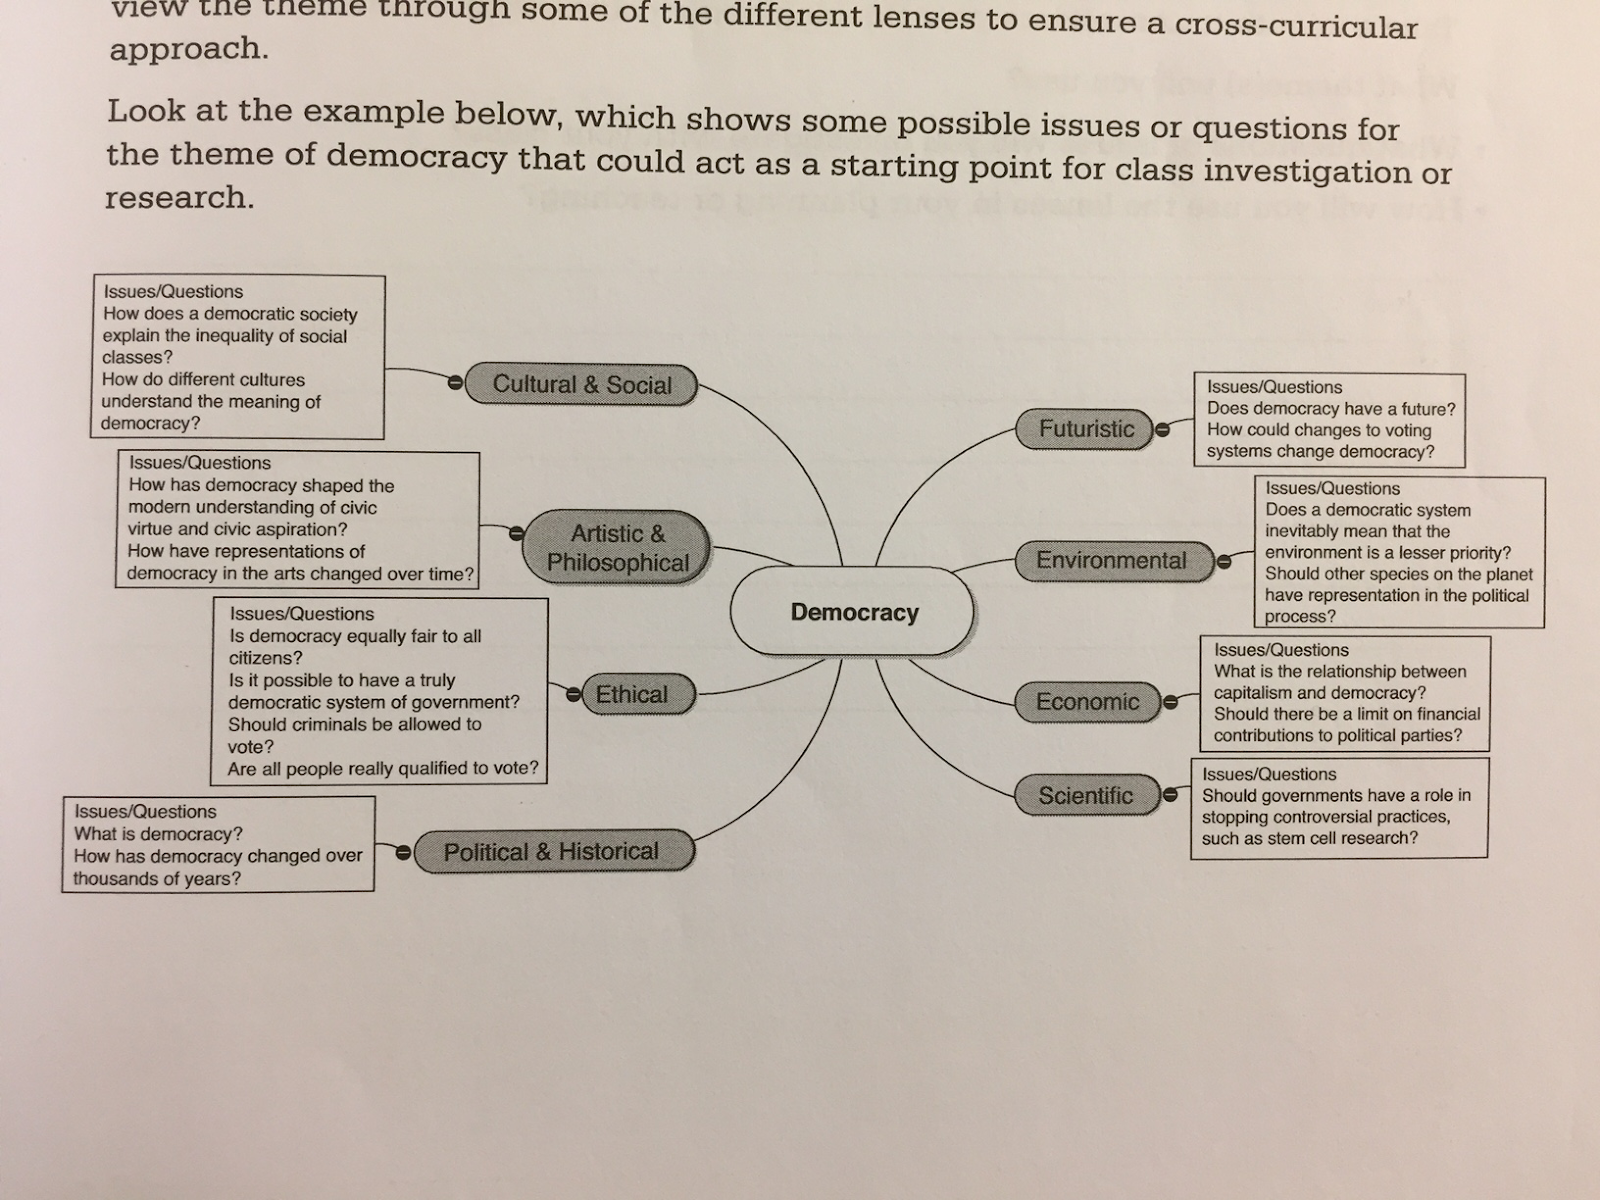 view the theme through some of the different lenses to ensure a cross-curricular
approach.
Look at the example below, which shows some possible issues or questions for
the theme of democracy that could act as a starting point for class investigation or
research.
Issues/Questions
How does a democratic society
explain the inequality of social
classes?
How do different cultures
understand the meaning of
democracy?
Cultural & Social
Issues/Questions
How has democracy shaped the
modern understanding of civic
virtue and civic aspiration?
How have representations of
democracy in the arts changed over time?
Artistic &
Philosophical
Issues/Questions
Is democracy equally fair to all
citizens?
Is it possible to have a truly
democratic system of government?
Should criminals be allowed to
vote?
Are all people really qualified to vote?
Ethical
Issues/Questions
What is democracy?
How has democracy changed over
thousands of years?
Political & Historical
Democracy
Futuristic
Issues/Questions
Does democracy have a future?
How could changes to voting
systems change democracy?
Environmental
Issues/Questions
Does a democratic system
inevitably mean that the
environment is a lesser priority?
Should other species on the planet
have representation in the political
process?
Economic
Issues/Questions
What is the relationship between
capitalism and democracy?
Should there be a limit on financial
contributions to political parties?
Scientific
Issues/Questions
Should governments have a role in
stopping controversial practices,
such as stem cell research?